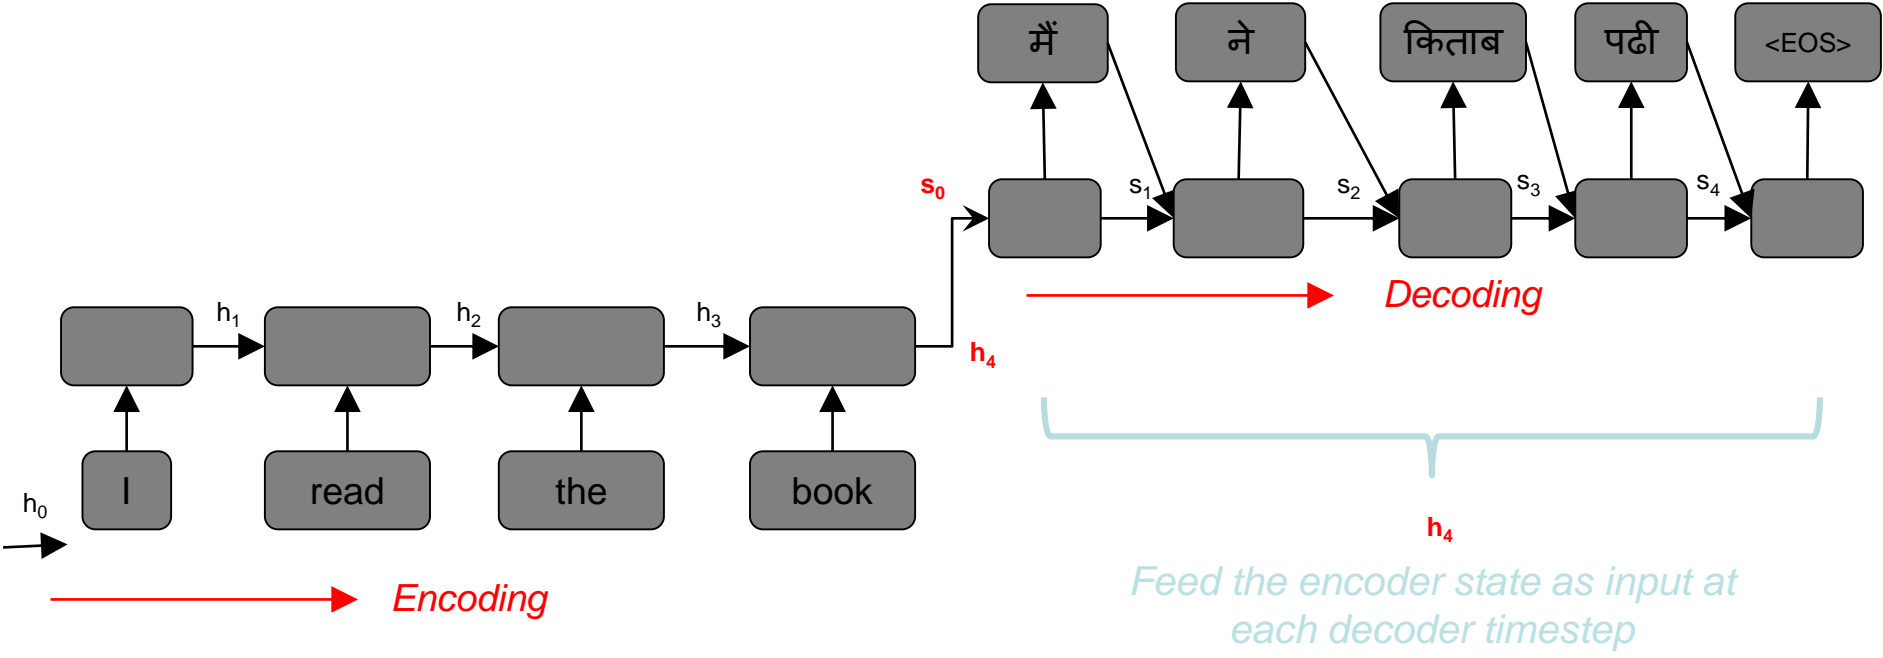 मैं ने किताब पढी <EOS>
s0 s1 s2 s3 s4
Decoding
h1 h2 h3 h4
I read the book
h0
Encoding
h4
Feed the encoder state as input at
each decoder timestep